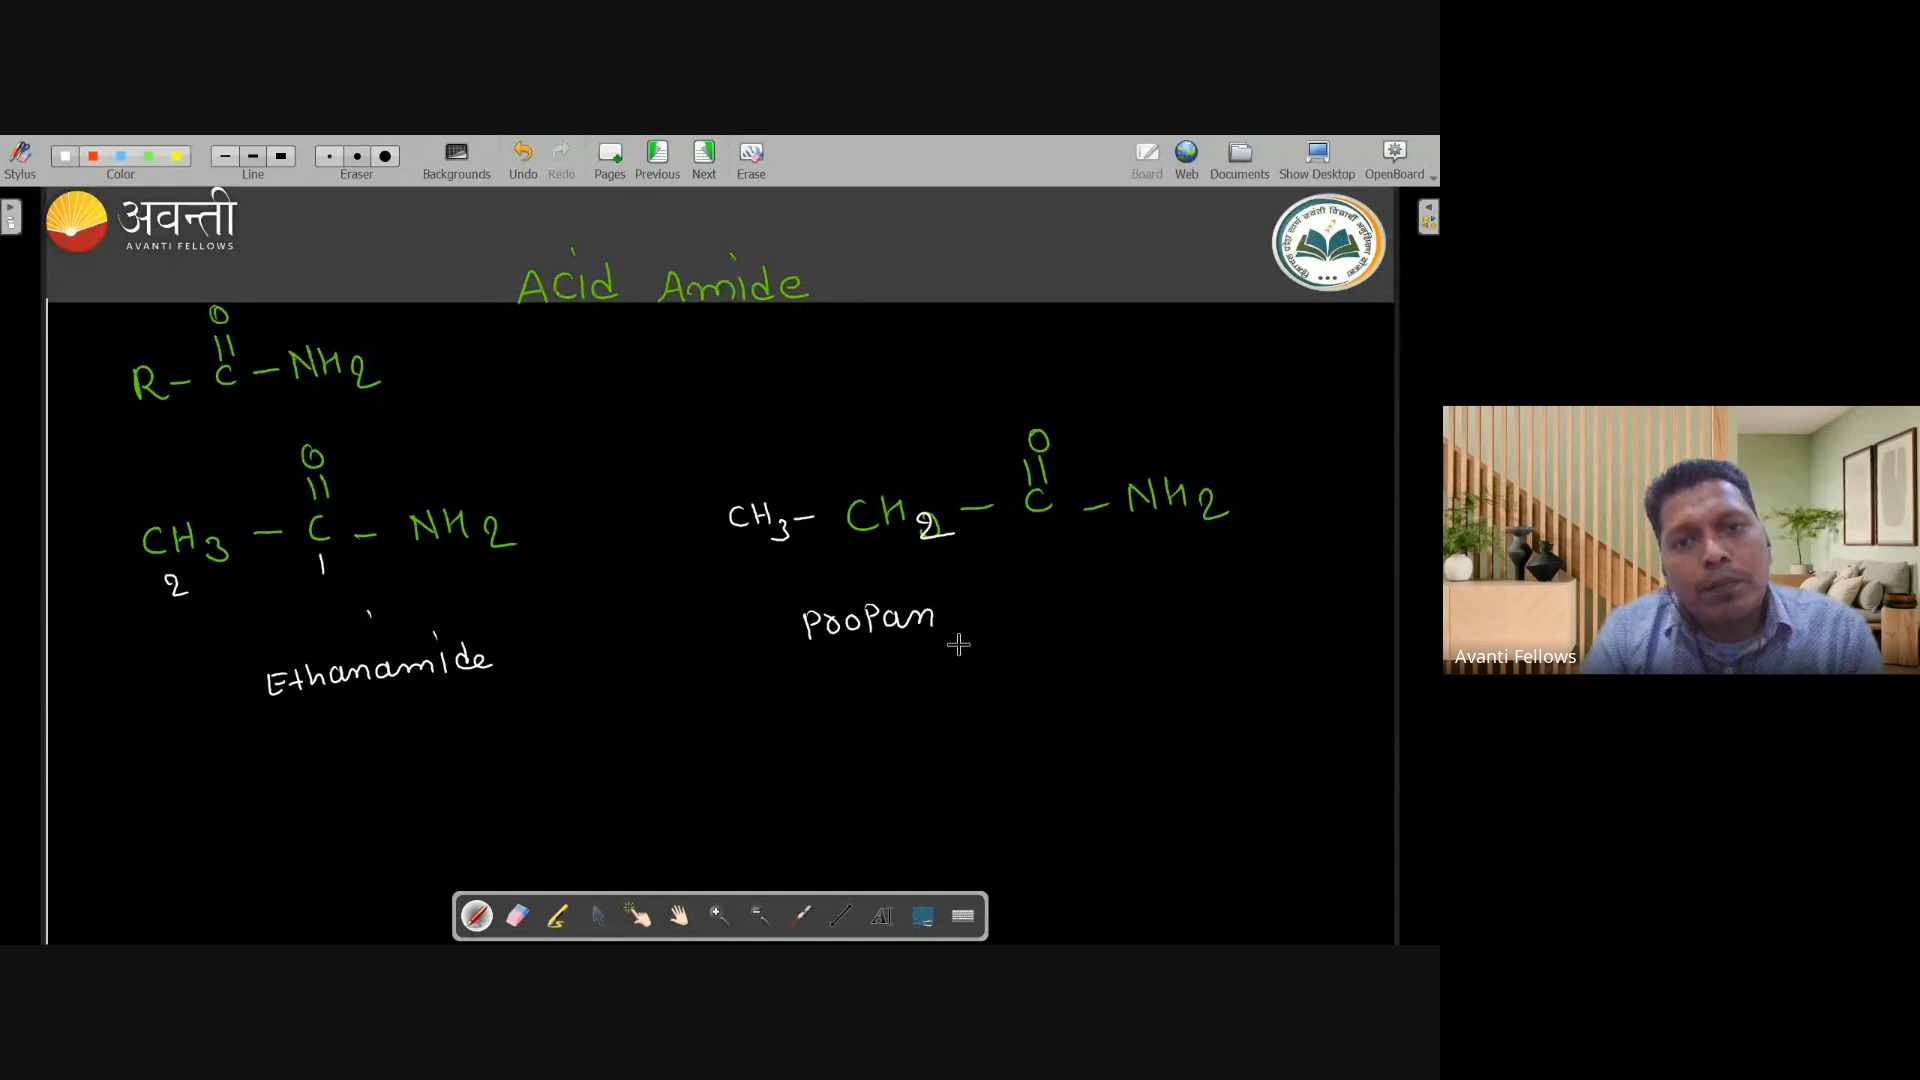 Stylus Color Line Eraser Backgrounds Undo Redo Pages Previous Next Erase Board Web Documents Show Desktop OpenBoard
अवन्ती
AVANTI FELLOWS
Acid Amide
O
||
R - C - NH2
O
||
CH3 - C - NH2
2 1
Ethanamide
O
||
CH3 - CH2 - C - NH2
Propan
Avanti Fellows